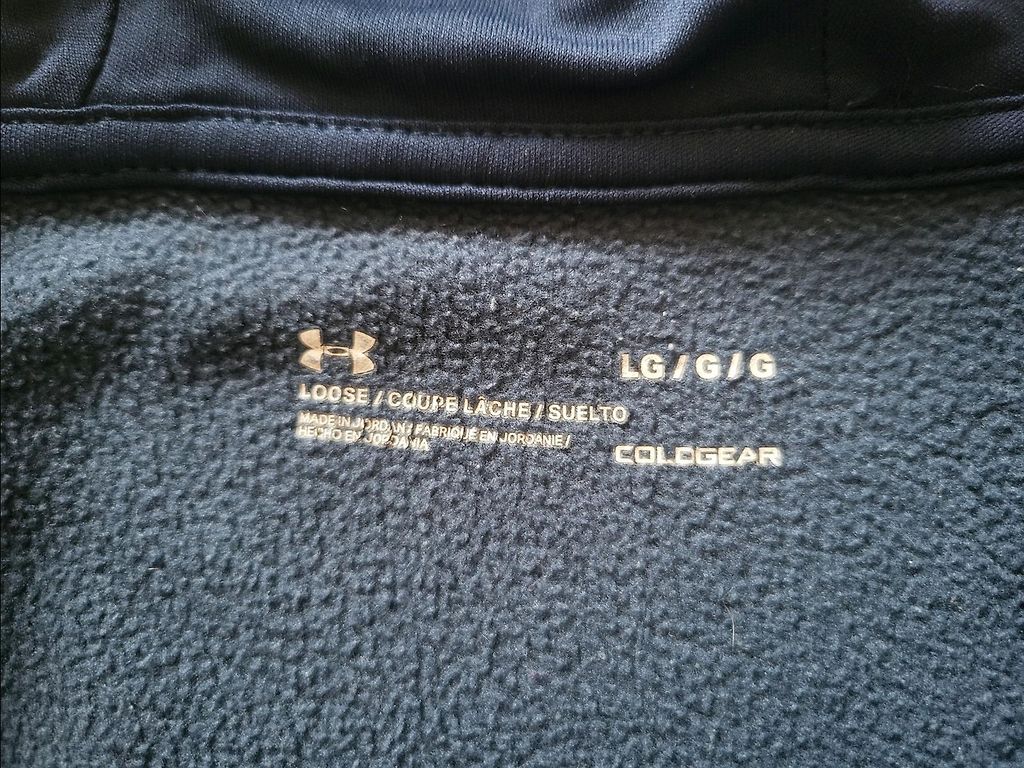 LOOSE / COUPE LÂCHE / SUELTO
MADE IN JORDAN / FABRIQUÉ EN JORDANIE /
HECHO EN JORDANIA
LG / G / G
COLDGEAR